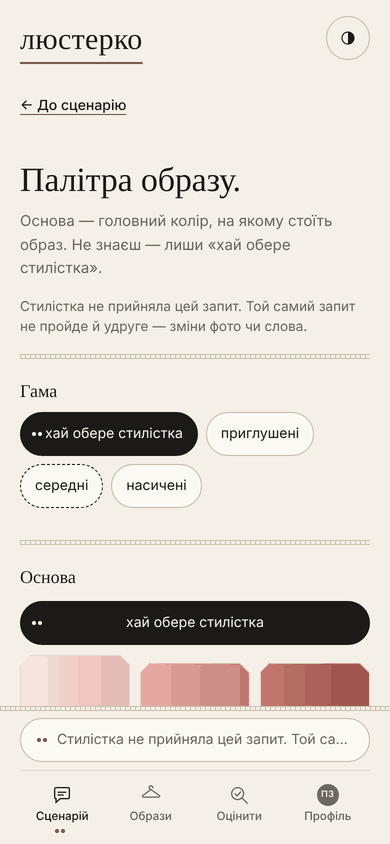 люстерко
← До сценарію
Палітра образу.
Основа — головний колір, на якому стоїть
образ. Не знаєш — лиши «хай обере
стилістка».
Стилістка не прийняла цей запит. Той самий запит
не пройде й удруге — зміни фото чи слова.
Гама
хай обере стилістка
приглушені
середні
насичені
Основа
хай обере стилістка
Стилістка не прийняла цей запит. Той са...
Сценарій
Образи
Оцінити
ПЗ
Профіль